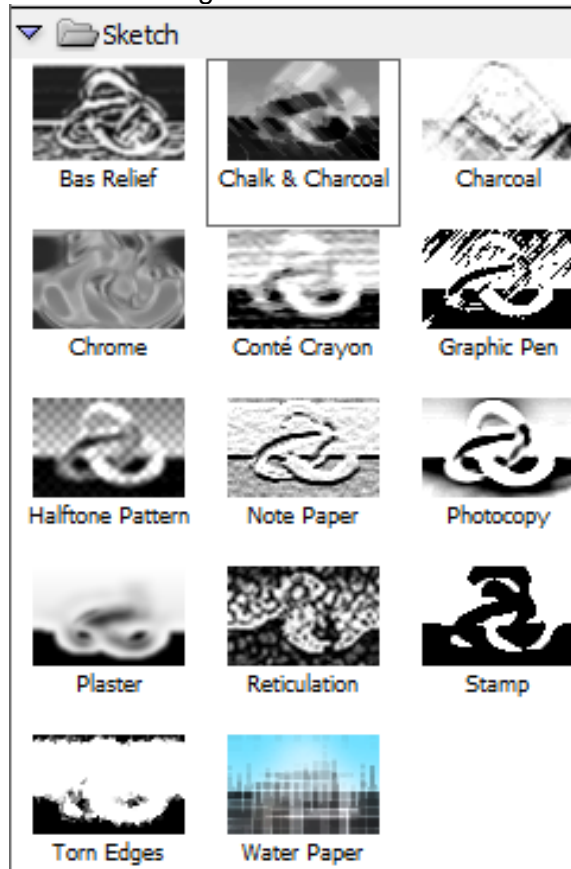 Sketch
Bas Relief
Chalk & Charcoal
Charcoal
Chrome
Conté Crayon
Graphic Pen
Halftone Pattern
Note Paper
Photocopy
Plaster
Reticulation
Stamp
Torn Edges
Water Paper